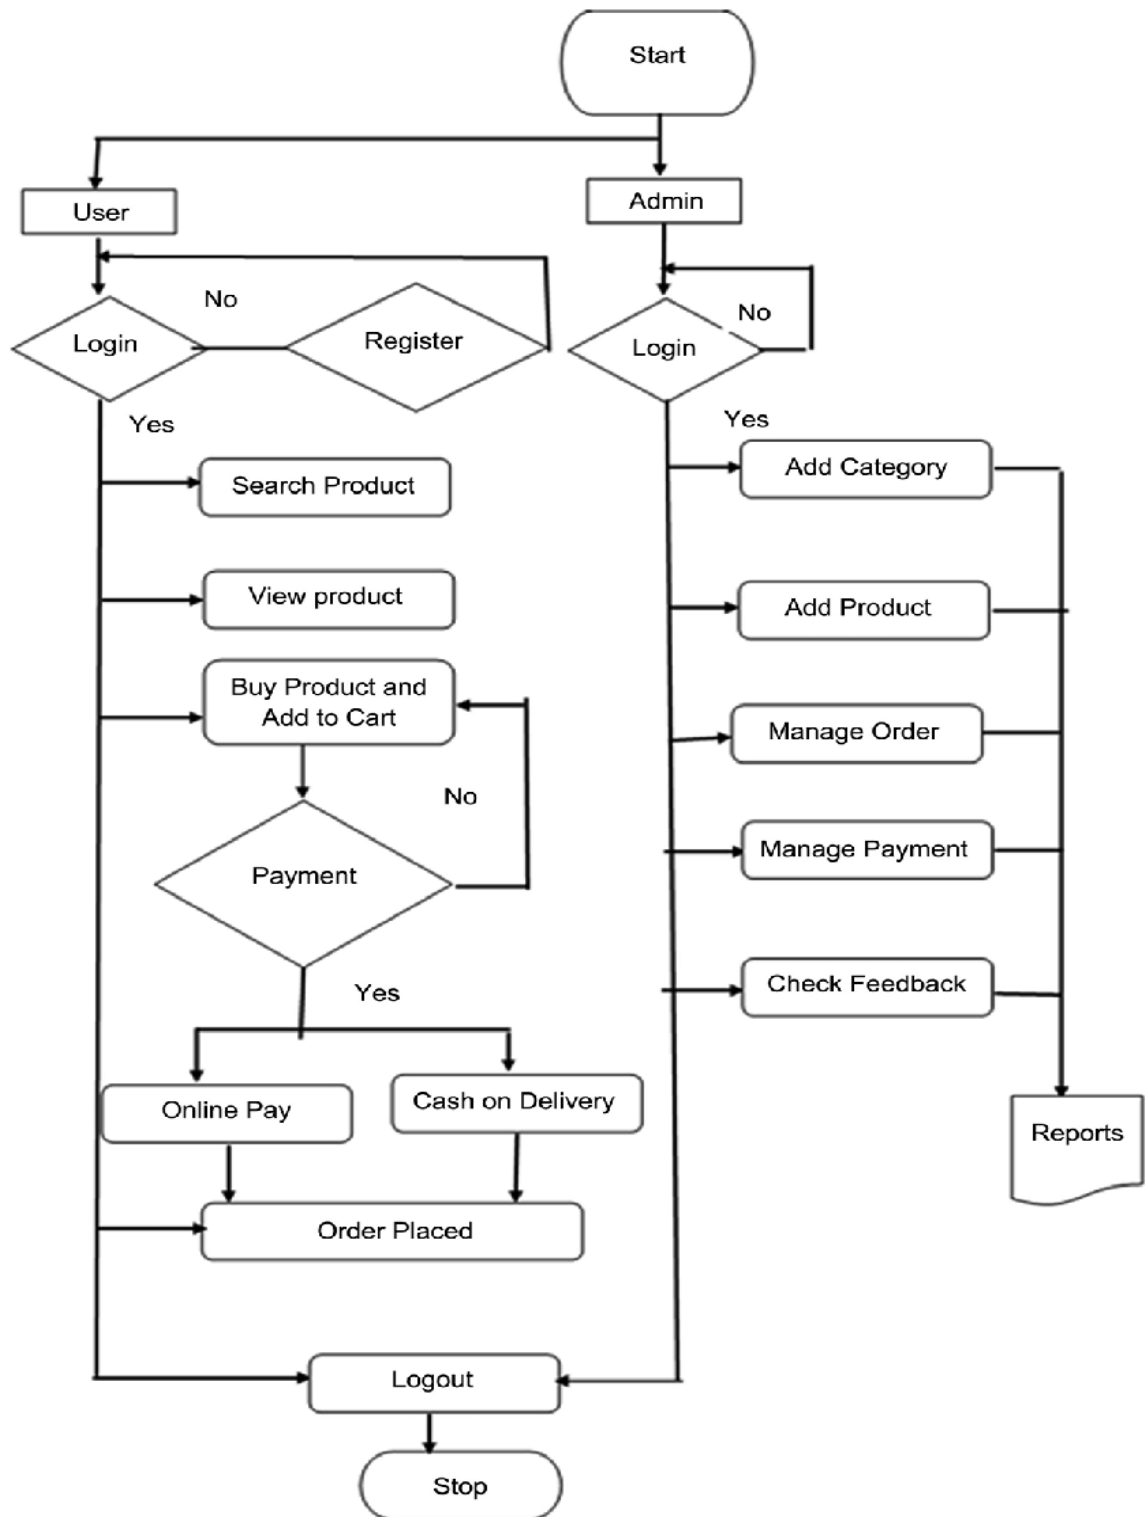 Start
User
Admin
No
Login
Register
No
Login
Yes
Yes
Search Product
Add Category
View product
Add Product
Buy Product and
Add to Cart
Manage Order
No
Manage Payment
Payment
Yes
Check Feedback
Online Pay
Cash on Delivery
Reports
Order Placed
Logout
Stop